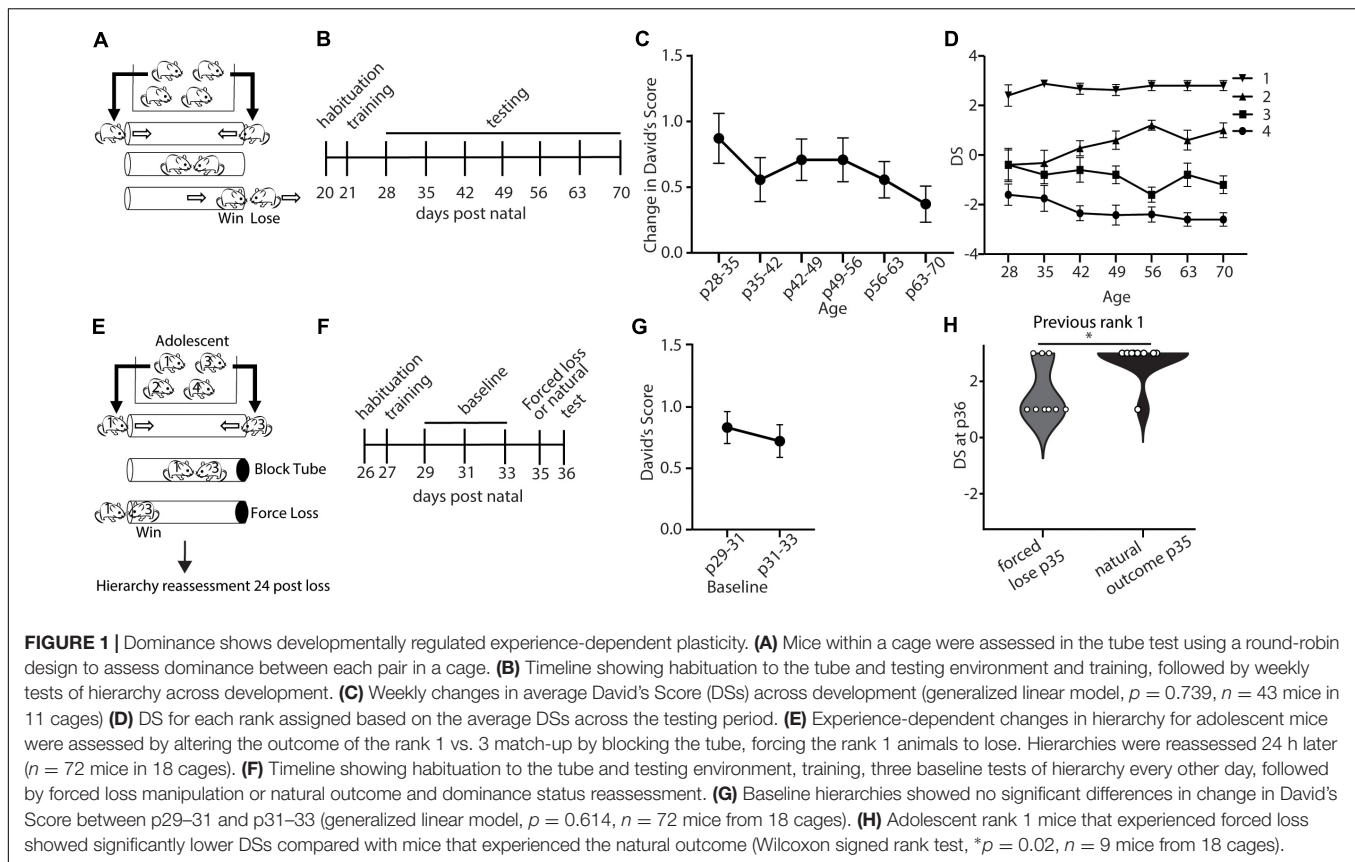 A
Win Lose
B
habituation
training
testing
20 21 28 35 42 49 56 63 70
days post natal
C
Change in David's Score
1.5
1.0
0.5
0.0
p28-35 p35-42 p42-49 p49-56 p56-63 p63-70
Age
D
DS
4
2
0
-2
-4
28 35 42 49 56 63 70
Age
1
2
3
4
E
Adolescent
1 3
2 4
1 3
1 3 Block Tube
1 3 Force Loss
Win
Hierarchy reassessment 24 post loss
F
habituation
training
baseline
Forced loss
or natural
test
26 27 29 31 33 35 36
days post natal
G
David's Score
1.5
1.0
0.5
0.0
p29-31 p31-33
Baseline
H
Previous rank 1
*
DS at p36
2
0
-2
forced
lose p35
natural
outcome p35
FIGURE 1 | Dominance shows developmentally regulated experience-dependent plasticity. (A) Mice within a cage were assessed in the tube test using a round-robin
design to assess dominance between each pair in a cage. (B) Timeline showing habituation to the tube and testing environment and training, followed by weekly
tests of hierarchy across development. (C) Weekly changes in average David's Score (DSs) across development (generalized linear model, p = 0.739, n = 43 mice in
11 cages) (D) DS for each rank assigned based on the average DSs across the testing period. (E) Experience-dependent changes in hierarchy for adolescent mice
were assessed by altering the outcome of the rank 1 vs. 3 match-up by blocking the tube, forcing the rank 1 animals to lose. Hierarchies were reassessed 24 h later
(n = 72 mice in 18 cages). (F) Timeline showing habituation to the tube and testing environment, training, three baseline tests of hierarchy every other day, followed
by forced loss manipulation or natural outcome and dominance status reassessment. (G) Baseline hierarchies showed no significant differences in change in David's
Score between p29–31 and p31–33 (generalized linear model, p = 0.614, n = 72 mice from 18 cages). (H) Adolescent rank 1 mice that experienced forced loss
showed significantly lower DSs compared with mice that experienced the natural outcome (Wilcoxon signed rank test, *p = 0.02, n = 9 mice from 18 cages).